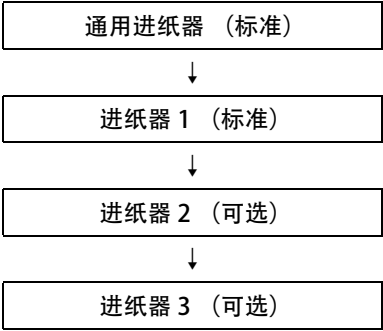 通用进纸器 （标准）
↓
进纸器 1 （标准）
↓
进纸器 2 （可选）
↓
进纸器 3 （可选）